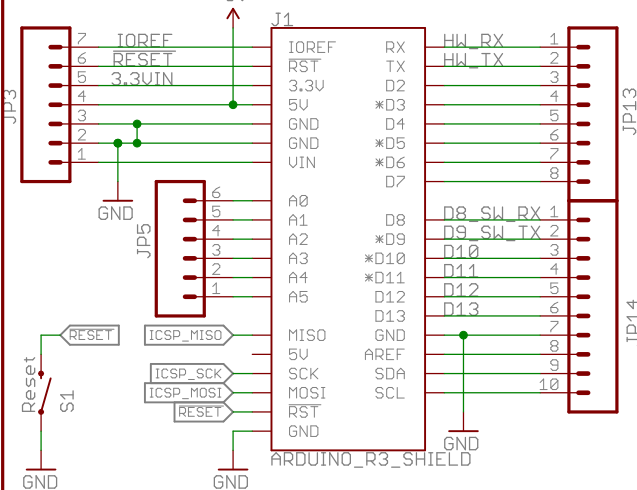 J1
7 IOREF IOREF RX HW_RX 1
6 RESET RST TX HW_TX 2
5 3.3VIN 3.3V D2 3
4 5V *D3 4
3 GND D4 5
2 GND *D5 6
1 VIN *D6 7
D7 8
JP3
JP13
GND
6 A0 D8 D8_SW_RX 1
5 A1 *D9 D9_SW_TX 2
4 A2 *D10 D10 3
3 A3 *D11 D11 4
2 A4 D12 D12 5
1 A5 D13 D13 6
JP5
JP14
RESET ICSP_MISO MISO GND 7
5V AREF 8
ICSP_SCK SCK SDA 9
ICSP_MOSI MOSI SCL 10
RESET RST
GND
Reset
S1
GND
GND
GND
ARDUINO_R3_SHIELD